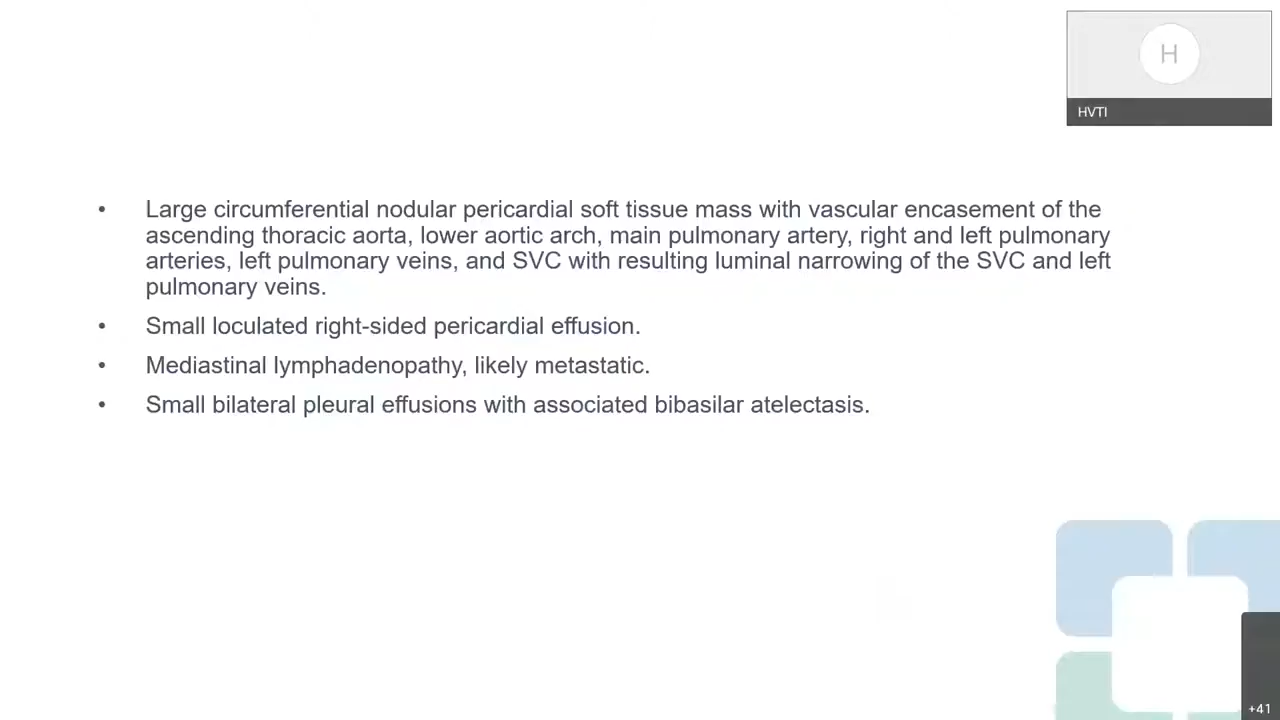 H
HVTI
• Large circumferential nodular pericardial soft tissue mass with vascular encasement of the
ascending thoracic aorta, lower aortic arch, main pulmonary artery, right and left pulmonary
arteries, left pulmonary veins, and SVC with resulting luminal narrowing of the SVC and left
pulmonary veins.
• Small loculated right-sided pericardial effusion.
• Mediastinal lymphadenopathy, likely metastatic.
• Small bilateral pleural effusions with associated bibasilar atelectasis.
+41